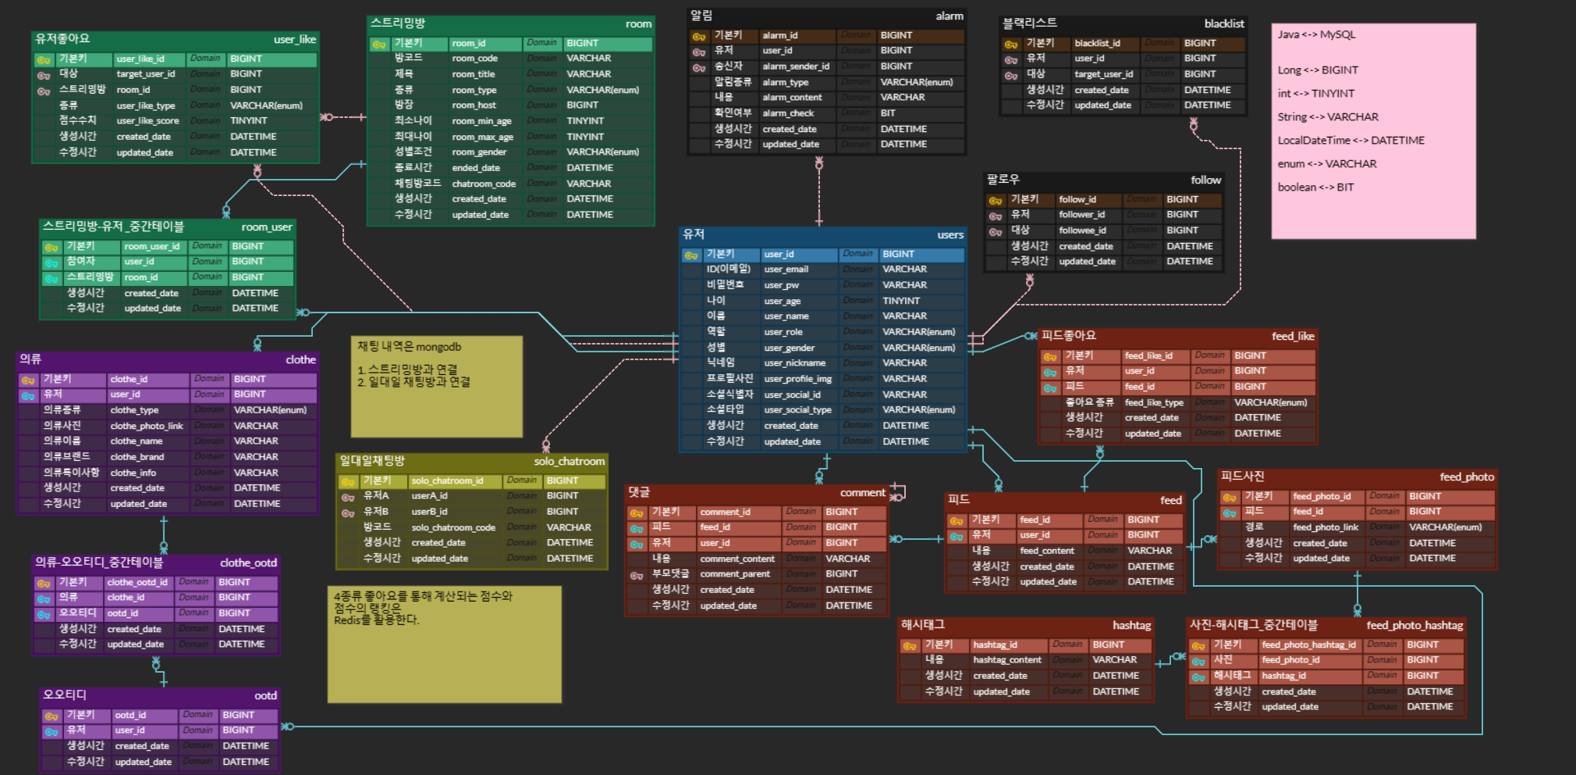 유저좋아요 user_like
기본키 user_like_id Domain BIGINT
대상 target_user_id Domain BIGINT
스트리밍방 room_id Domain BIGINT
종류 user_like_type Domain VARCHAR(enum)
점수수치 user_like_score Domain TINYINT
생성시간 created_date Domain DATETIME
수정시간 updated_date Domain DATETIME
스트리밍방 room
기본키 room_id Domain BIGINT
방코드 room_code Domain VARCHAR
제목 room_title Domain VARCHAR
종류 room_type Domain VARCHAR(enum)
방장 room_host Domain BIGINT
최소나이 room_min_age Domain TINYINT
최대나이 room_max_age Domain TINYINT
성별조건 room_gender Domain VARCHAR(enum)
종료시간 ended_date Domain DATETIME
채팅방코드 chatroom_code Domain VARCHAR
생성시간 created_date Domain DATETIME
수정시간 updated_date Domain DATETIME
알림 alarm
기본키 alarm_id Domain BIGINT
유저 user_id Domain BIGINT
송신자 alarm_sender_id Domain BIGINT
알림종류 alarm_type Domain VARCHAR(enum)
내용 alarm_content Domain VARCHAR
확인여부 alarm_check Domain BIT
생성시간 created_date Domain DATETIME
수정시간 updated_date Domain DATETIME
블랙리스트 blacklist
기본키 blacklist_id Domain BIGINT
유저 user_id Domain BIGINT
대상 target_user_id Domain BIGINT
생성시간 created_date Domain DATETIME
수정시간 updated_date Domain DATETIME
Java <-> MySQL
Long <-> BIGINT
int <-> TINYINT
String <-> VARCHAR
LocalDateTime <-> DATETIME
enum <-> VARCHAR
boolean <-> BIT
팔로우 follow
기본키 follow_id Domain BIGINT
유저 follower_id Domain BIGINT
대상 followee_id Domain BIGINT
생성시간 created_date Domain DATETIME
수정시간 updated_date Domain DATETIME
스트리밍방-유저_중간테이블 room_user
기본키 room_user_id Domain BIGINT
참여자 user_id Domain BIGINT
스트리밍방 room_id Domain BIGINT
생성시간 created_date Domain DATETIME
수정시간 updated_date Domain DATETIME
유저 users
기본키 user_id Domain BIGINT
ID(이메일) user_email Domain VARCHAR
비밀번호 user_pw Domain VARCHAR
나이 user_age Domain TINYINT
이름 user_name Domain VARCHAR
역할 user_role Domain VARCHAR(enum)
성별 user_gender Domain VARCHAR(enum)
닉네임 user_nickname Domain VARCHAR
프로필사진 user_profile_img Domain VARCHAR
소셜식별자 user_social_id Domain VARCHAR
소셜타입 user_social_type Domain VARCHAR(enum)
생성시간 created_date Domain DATETIME
수정시간 updated_date Domain DATETIME
채팅 내역은 mongodb
1. 스트리밍방과 연결
2. 일대일 채팅방과 연결
피드좋아요 feed_like
기본키 feed_like_id Domain BIGINT
유저 user_id Domain BIGINT
피드 feed_id Domain BIGINT
좋아요 종류 feed_like_type Domain VARCHAR(enum)
생성시간 created_date Domain DATETIME
수정시간 updated_date Domain DATETIME
의류 clothe
기본키 clothe_id Domain BIGINT
유저 user_id Domain BIGINT
의류종류 clothe_type Domain VARCHAR(enum)
의류사진 clothe_photo_link Domain VARCHAR
의류이름 clothe_name Domain VARCHAR
의류브랜드 clothe_brand Domain VARCHAR
의류특이사항 clothe_info Domain VARCHAR
생성시간 created_date Domain DATETIME
수정시간 updated_date Domain DATETIME
일대일채팅방 solo_chatroom
기본키 solo_chatroom_id Domain BIGINT
유저A userA_id Domain BIGINT
유저B userB_id Domain BIGINT
방코드 solo_chatroom_code Domain VARCHAR
생성시간 created_date Domain DATETIME
수정시간 updated_date Domain DATETIME
댓글 comment
기본키 comment_id Domain BIGINT
피드 feed_id Domain BIGINT
유저 user_id Domain BIGINT
내용 comment_content Domain VARCHAR
부모댓글 comment_parent Domain BIGINT
생성시간 created_date Domain DATETIME
수정시간 updated_date Domain DATETIME
피드 feed
기본키 feed_id Domain BIGINT
유저 user_id Domain BIGINT
내용 feed_content Domain VARCHAR
생성시간 created_date Domain DATETIME
수정시간 updated_date Domain DATETIME
피드사진 feed_photo
기본키 feed_photo_id Domain BIGINT
피드 feed_id Domain BIGINT
경로 feed_photo_link Domain VARCHAR(enum)
생성시간 created_date Domain DATETIME
수정시간 updated_date Domain DATETIME
의류-오오티디_중간테이블 clothe_ootd
기본키 clothe_ootd_id Domain BIGINT
의류 clothe_id Domain BIGINT
오오티디 ootd_id Domain BIGINT
생성시간 created_date Domain DATETIME
수정시간 updated_date Domain DATETIME
4종류 좋아요를 통해 계산되는 점수와
점수의 랭킹은
Redis를 활용한다.
해시태그 hashtag
기본키 hashtag_id Domain BIGINT
내용 hashtag_content Domain VARCHAR
생성시간 created_date Domain DATETIME
수정시간 updated_date Domain DATETIME
사진-해시태그_중간테이블 feed_photo_hashtag
기본키 feed_photo_hashtag_id Domain BIGINT
사진 feed_photo_id Domain BIGINT
해시태그 hashtag_id Domain BIGINT
생성시간 created_date Domain DATETIME
수정시간 updated_date Domain DATETIME
오오티디 ootd
기본키 ootd_id Domain BIGINT
유저 user_id Domain BIGINT
생성시간 created_date Domain DATETIME
수정시간 updated_date Domain DATETIME